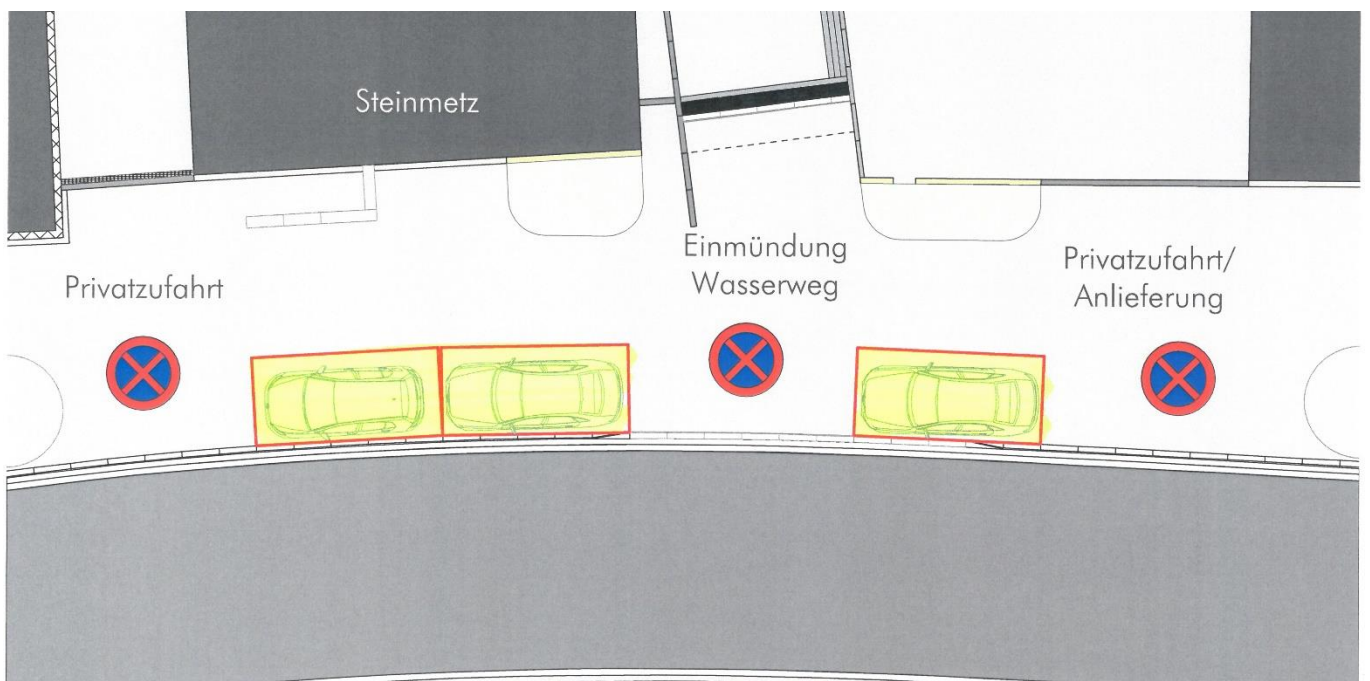 Steinmetz
Einmündung
Wasserweg
Privatzufahrt
Privatzufahrt/
Anlieferung